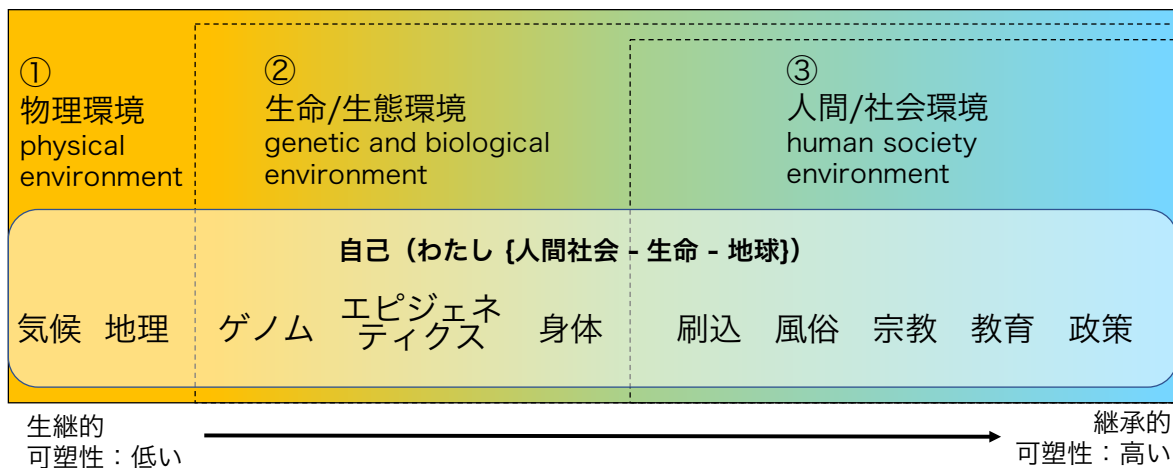 ①
物理環境
physical
environment
②
生命/生態環境
genetic and biological
environment
③
人間/社会環境
human society
environment
自己（わたし {人間社会 - 生命 - 地球}）
気候 地理 ゲノム エピジェネ
ティクス 身体 刷込 風俗 宗教 教育 政策
生継的
可塑性：低い
継承的
可塑性：高い